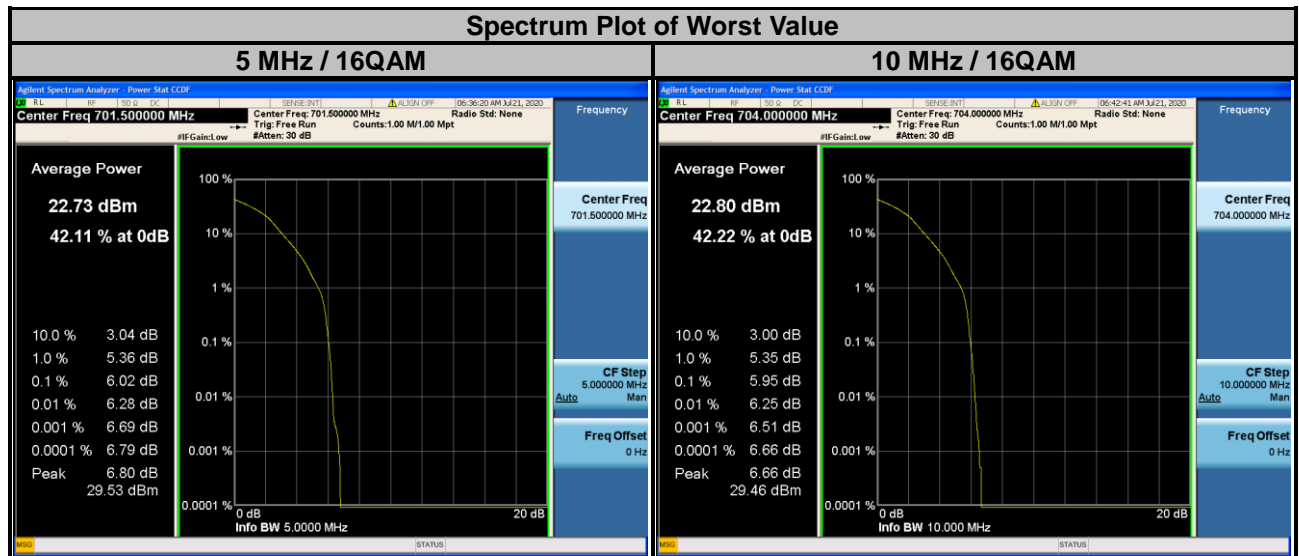 Spectrum Plot of Worst Value
5 MHz / 16QAM
10 MHz / 16QAM
Agilent Spectrum Analyzer - Power Stat CCDF
RL RF 50 Ω DC SENSE:INT ALIGN OFF 06:36:20 AM Jul 21, 2020
Center Freq 701.500000 MHz
Center Freq: 701.500000 MHz Radio Std: None
Trig: Free Run Counts:1.00 M/1.00 Mpt
#IFGain:Low #Atten: 30 dB
Average Power
22.73 dBm
42.11 % at 0dB
10.0 % 3.04 dB
1.0 % 5.36 dB
0.1 % 6.02 dB
0.01 % 6.28 dB
0.001 % 6.69 dB
0.0001 % 6.79 dB
Peak 6.80 dB
29.53 dBm
100 %
10 %
1 %
0.1 %
0.01 %
0.001 %
0.0001 %
0 dB 20 dB
Info BW 5.0000 MHz
Frequency
Center Freq
701.500000 MHz
CF Step
5.000000 MHz
Auto Man
Freq Offset
0 Hz
MSG STATUS
Agilent Spectrum Analyzer - Power Stat CCDF
RL RF 50 Ω DC SENSE:INT ALIGN OFF 06:42:41 AM Jul 21, 2020
Center Freq 704.000000 MHz
Center Freq: 704.000000 MHz Radio Std: None
Trig: Free Run Counts:1.00 M/1.00 Mpt
#IFGain:Low #Atten: 30 dB
Average Power
22.80 dBm
42.22 % at 0dB
10.0 % 3.00 dB
1.0 % 5.35 dB
0.1 % 5.95 dB
0.01 % 6.25 dB
0.001 % 6.51 dB
0.0001 % 6.66 dB
Peak 6.66 dB
29.46 dBm
100 %
10 %
1 %
0.1 %
0.01 %
0.001 %
0.0001 %
0 dB 20 dB
Info BW 10.000 MHz
Frequency
Center Freq
704.000000 MHz
CF Step
10.000000 MHz
Auto Man
Freq Offset
0 Hz
MSG STATUS